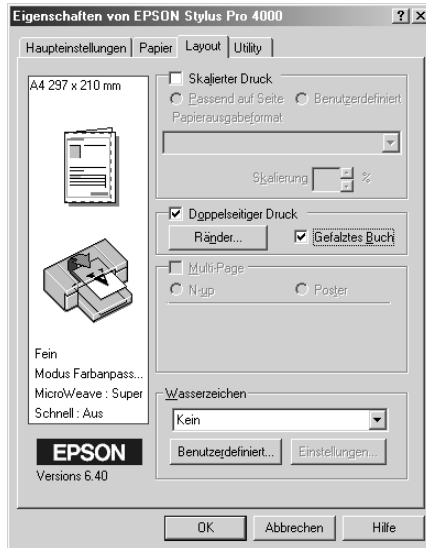 Eigenschaften von EPSON Stylus Pro 4000
Haupteinstellungen
Papier
Layout
Utility
A4 297 x 210 mm
Fein
Modus Farbanpass...
MicroWeave : Super
Schnell : Aus
EPSON
Versions 6.40
Skalierter Druck
Passend auf Seite
Benutzerdefiniert
Papierausgabeformat
Skalierung
%
Doppelseitiger Druck
Ränder...
Gefalztes Buch
Multi-Page
N-up
Poster
Wasserzeichen
Kein
Benutzerdefiniert...
Einstellungen...
OK
Abbrechen
Hilfe